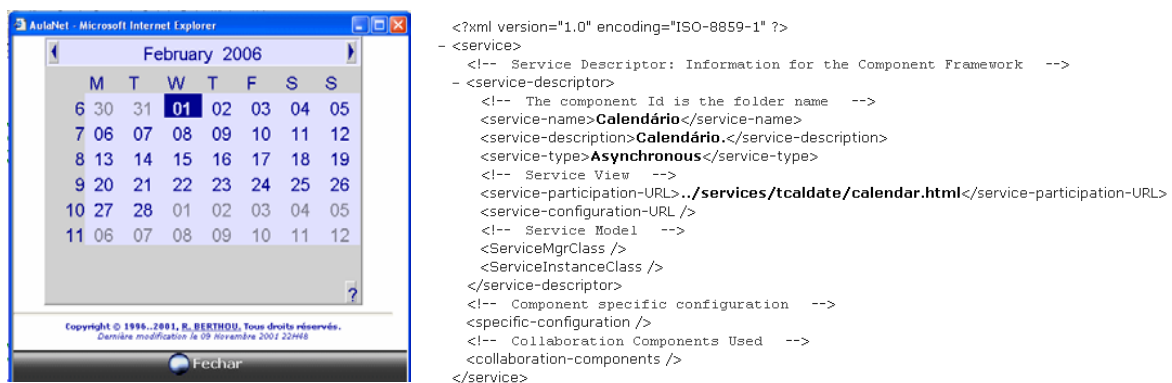 AulaNet - Microsoft Internet Explorer
February 2006
M T W T F S S
6 30 31 01 02 03 04 05
7 06 07 08 09 10 11 12
8 13 14 15 16 17 18 19
9 20 21 22 23 24 25 26
10 27 28 01 02 03 04 05
11 06 07 08 09 10 11 12
?
Copyright © 1996..2001, R. BERTHOU, Tous droits réservés.
Dernière modification le 09 Novembre 2001 22H48
Fechar
<?xml version="1.0" encoding="ISO-8859-1" ?>
– <service>
<!-- Service Descriptor: Information for the Component Framework -->
– <service-descriptor>
<!-- The component Id is the folder name -->
<service-name>Calendário</service-name>
<service-description>Calendário.</service-description>
<service-type>Asynchronous</service-type>
<!-- Service View -->
<service-participation-URL>../services/tcaldate/calendar.html</service-participation-URL>
<service-configuration-URL />
<!-- Service Model -->
<ServiceMgrClass />
<ServiceInstanceClass />
</service-descriptor>
<!-- Component specific configuration -->
<specific-configuration />
<!-- Collaboration Components Used -->
<collaboration-components />
</service>